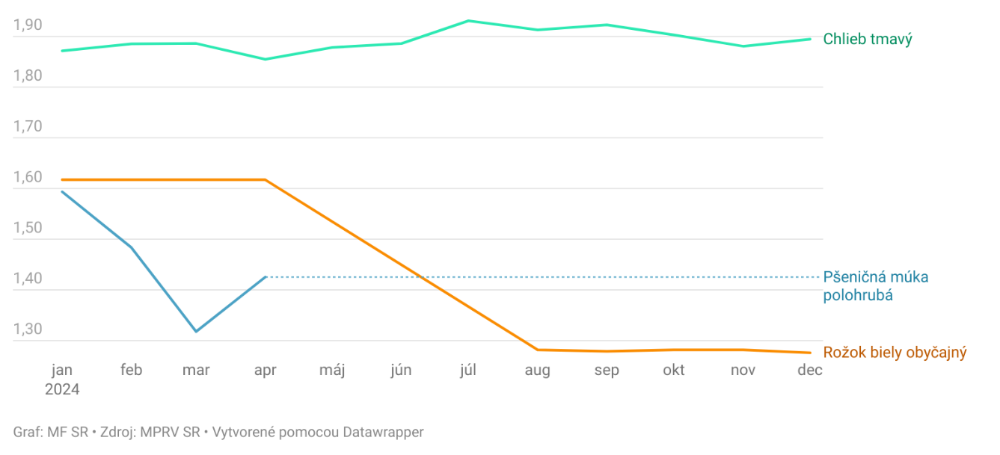 1,90
Chlieb tmavý
1,80
1,70
1,60
1,50
1,40
Pšeničná múka
polohrubá
1,30
Rožok biely obyčajný
jan feb mar apr máj jún júl aug sep okt nov dec
2024
Graf: MF SR • Zdroj: MPRV SR • Vytvorené pomocou Datawrapper